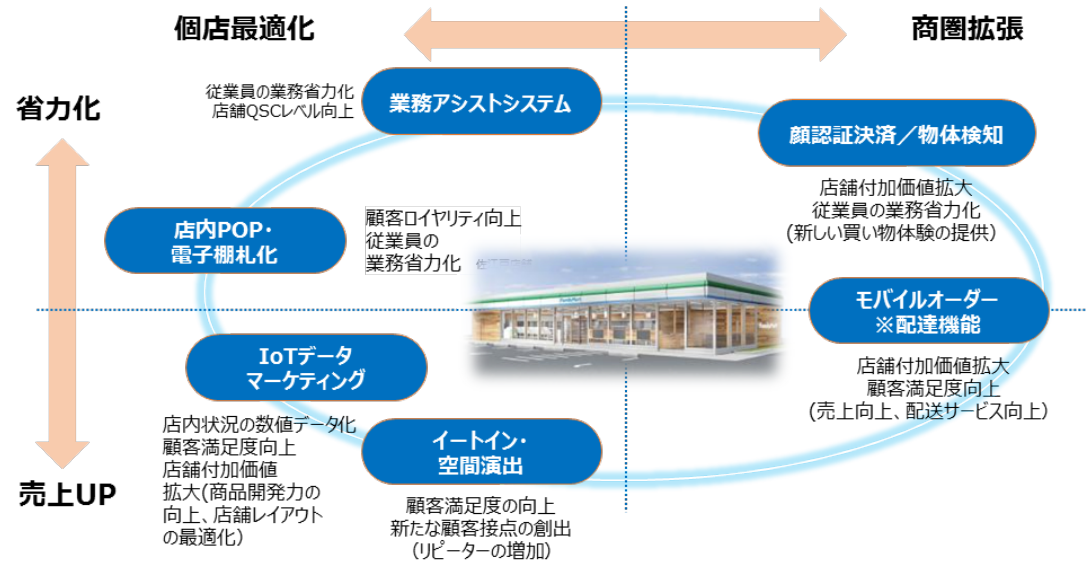 個店最適化
商圏拡張
省力化
従業員の業務省力化
店舗QSCレベル向上
業務アシストシステム
顔認証決済／物体検知
店舗付加価値拡大
従業員の業務省力化
(新しい買い物体験の提供)
店内POP・
電子棚札化
顧客ロイヤリティ向上
従業員の
業務省力化
FamilyMart
モバイルオーダー
※配達機能
店舗付加価値拡大
顧客満足度向上
(売上向上、配送サービス向上)
IoTデータ
マーケティング
店内状況の数値データ化
顧客満足度向上
店舗付加価値
拡大(商品開発力の
向上、店舗レイアウト
の最適化)
イートイン・
空間演出
顧客満足度の向上
新たな顧客接点の創出
(リピーターの増加)
売上UP